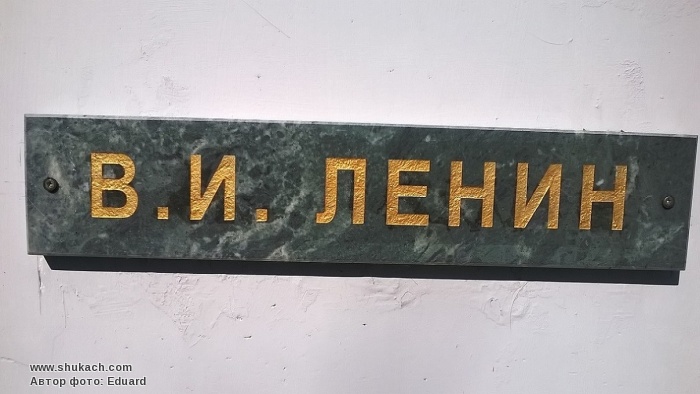 В.И. ЛЕНИН
www.shukach.com
Автор фото: Eduard